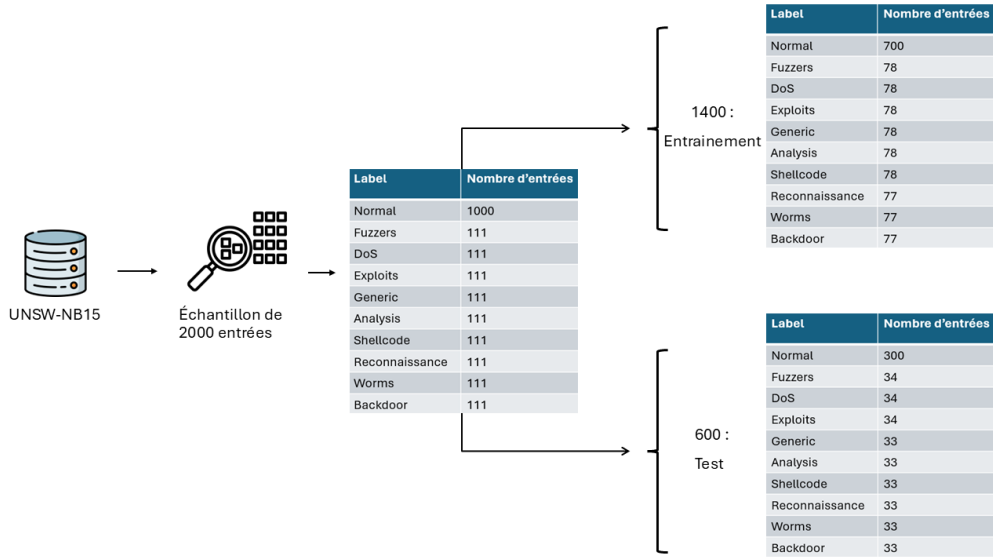 UNSW-NB15
Échantillon de
2000 entrées
Label Nombre d'entrées
Normal 1000
Fuzzers 111
DoS 111
Exploits 111
Generic 111
Analysis 111
Shellcode 111
Reconnaissance 111
Worms 111
Backdoor 111
1400 :
Entrainement
Label Nombre d'entrées
Normal 700
Fuzzers 78
DoS 78
Exploits 78
Generic 78
Analysis 78
Shellcode 78
Reconnaissance 77
Worms 77
Backdoor 77
600 :
Test
Label Nombre d'entrées
Normal 300
Fuzzers 34
DoS 34
Exploits 34
Generic 33
Analysis 33
Shellcode 33
Reconnaissance 33
Worms 33
Backdoor 33